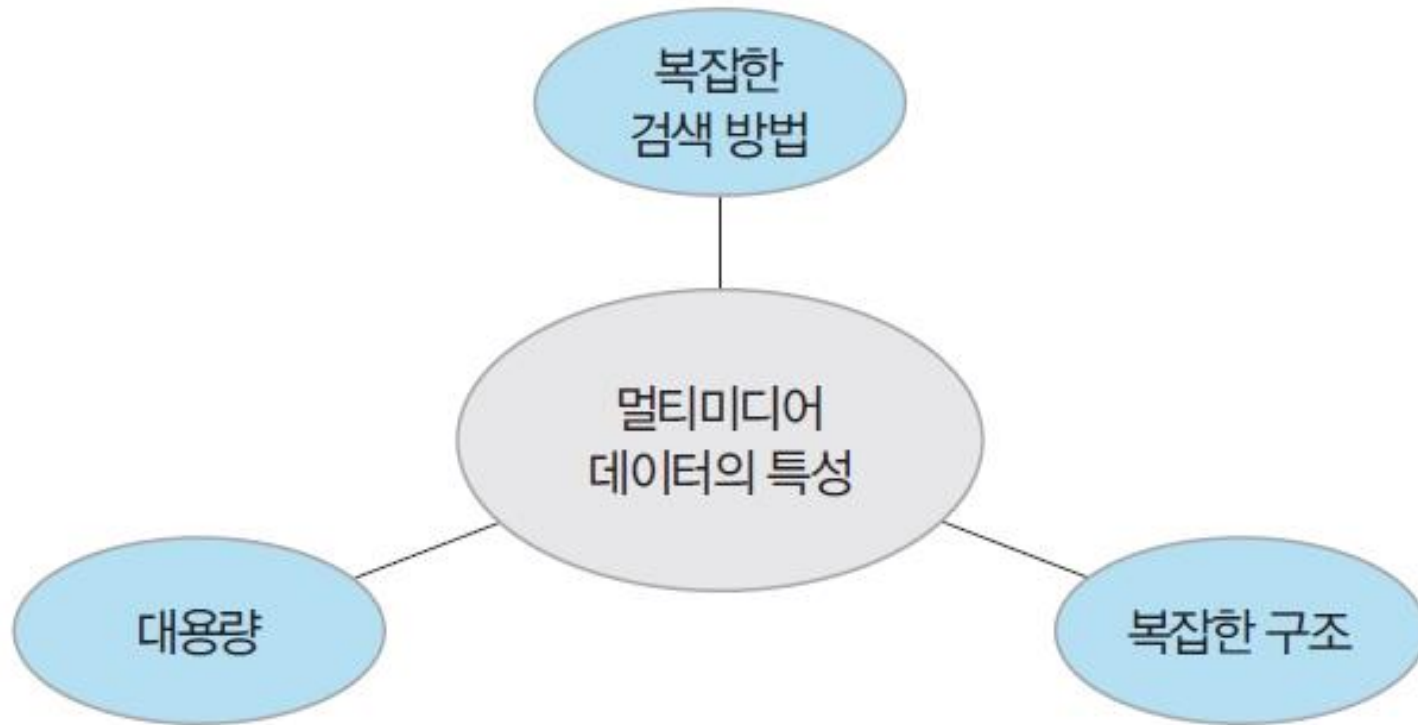 복잡한
검색 방법
멀티미디어
데이터의 특성
대용량
복잡한 구조